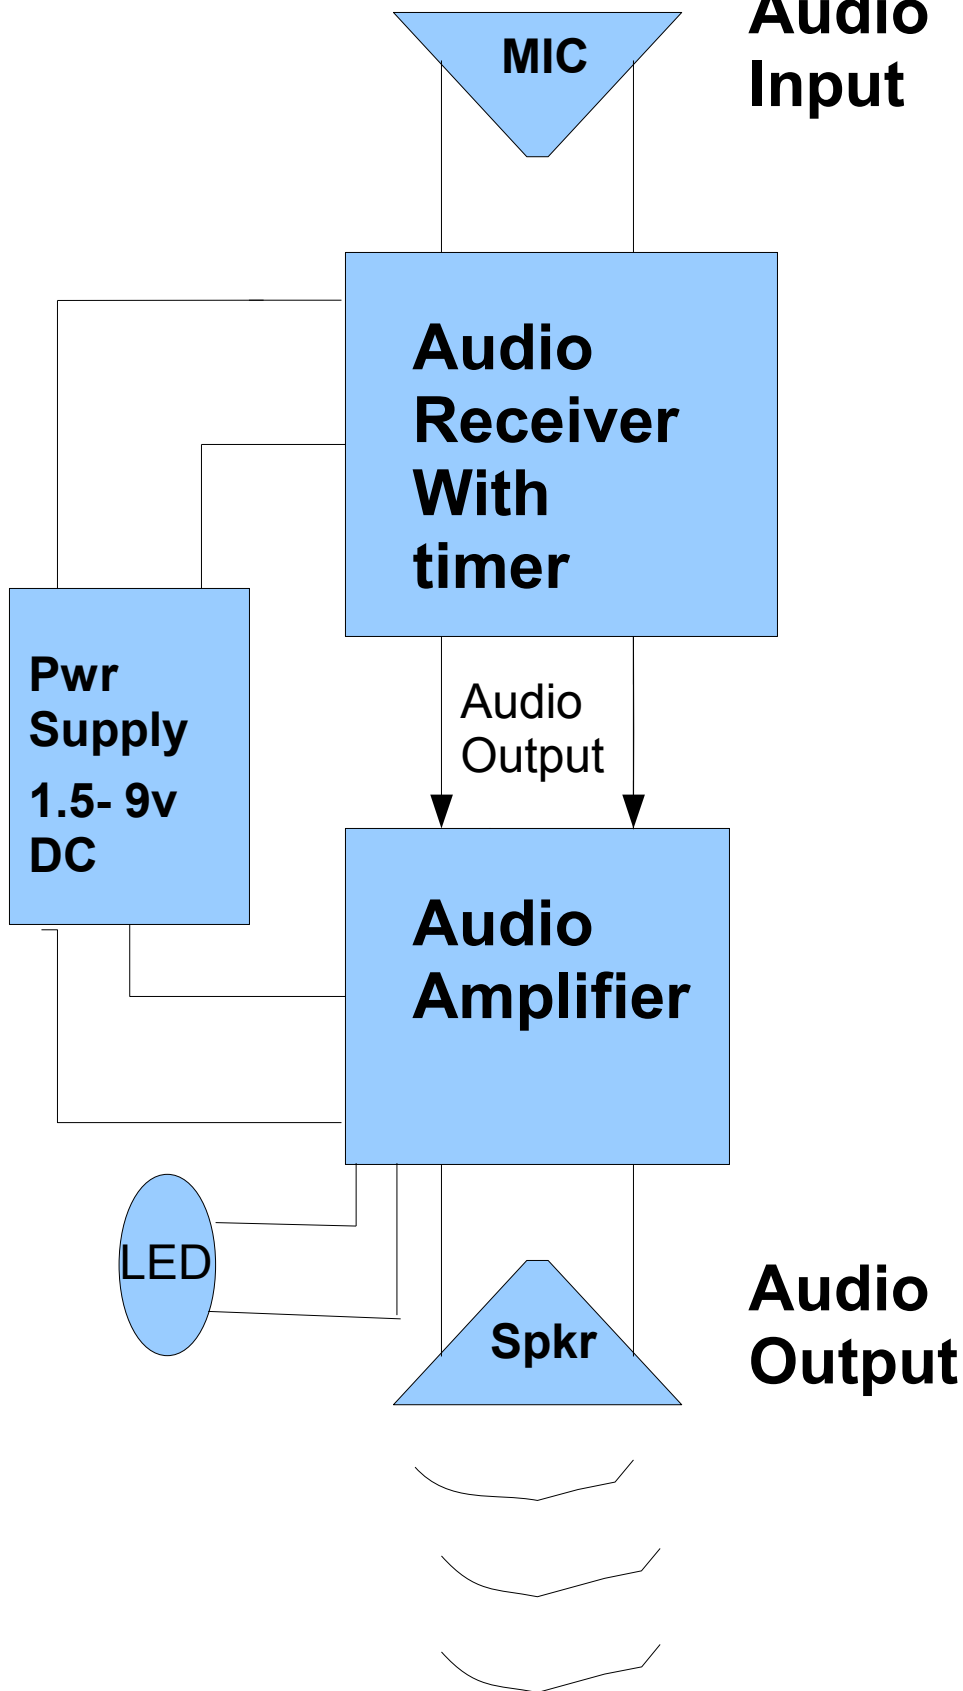 Audio
Input
MIC
Audio
Receiver
With
timer
Pwr
Supply
1.5- 9v
DC
Audio
Output
Audio
Amplifier
LED
Spkr
Audio
Output